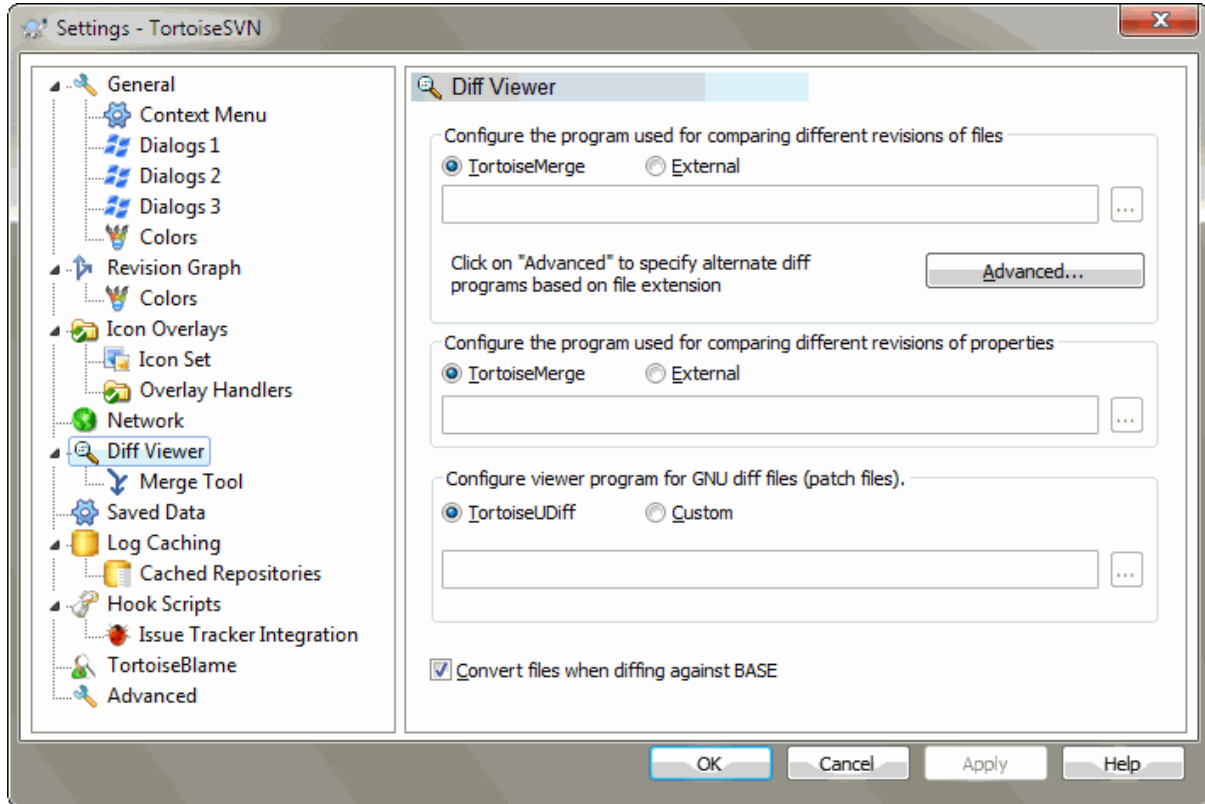 Settings - TortoiseSVN
General
Context Menu
Dialogs 1
Dialogs 2
Dialogs 3
Colors
Revision Graph
Colors
Icon Overlays
Icon Set
Overlay Handlers
Network
Diff Viewer
Merge Tool
Saved Data
Log Caching
Cached Repositories
Hook Scripts
Issue Tracker Integration
TortoiseBlame
Advanced
Diff Viewer
Configure the program used for comparing different revisions of files
TortoiseMerge External
...
Click on "Advanced" to specify alternate diff
programs based on file extension
Advanced...
Configure the program used for comparing different revisions of properties
TortoiseMerge External
...
Configure viewer program for GNU diff files (patch files).
TortoiseUDiff Custom
...
Convert files when diffing against BASE
OK Cancel Apply Help